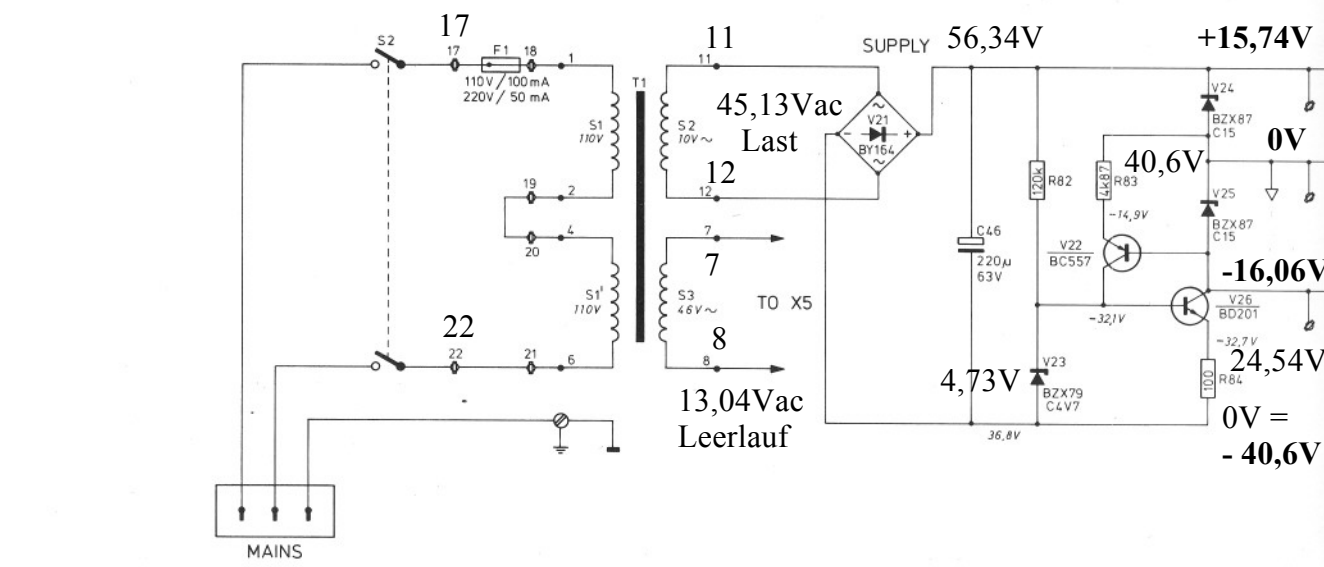 17
11
SUPPLY 56,34V
+15,74V
S2
17
F1
18
1
110V/100mA
220V/50mA
T1
11
V24
BZX87
C15
S1
110V
S2
10V~
45,13Vac
Last
~
V21
- +
BY164
~
120k
R82
4k87
R83
40,6V
0V
12
19
2
12
V25
BZX87
C15
-14,9V
20
4
7
7
C46
220µ
63V
V22
BC557
-16,06V
S1'
110V
S3
46V~
TO X5
V26
BD201
-32,1V
22
22
21
6
8
8
-32,7V
V23
BZX79
C4V7
4,73V
24,54V
100
R84
13,04Vac
Leerlauf
36,8V
0V =
- 40,6V
MAINS